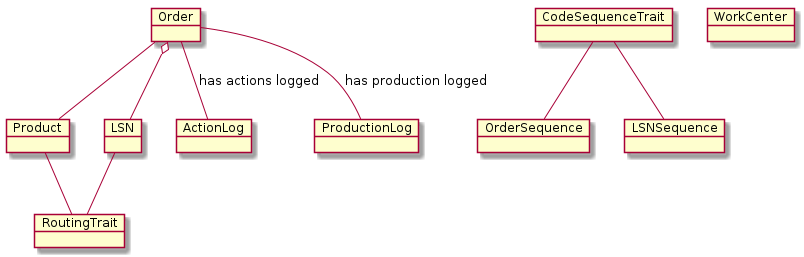 Order
CodeSequenceTrait
WorkCenter
has actions logged
has production logged
Product
LSN
ActionLog
ProductionLog
OrderSequence
LSNSequence
RoutingTrait